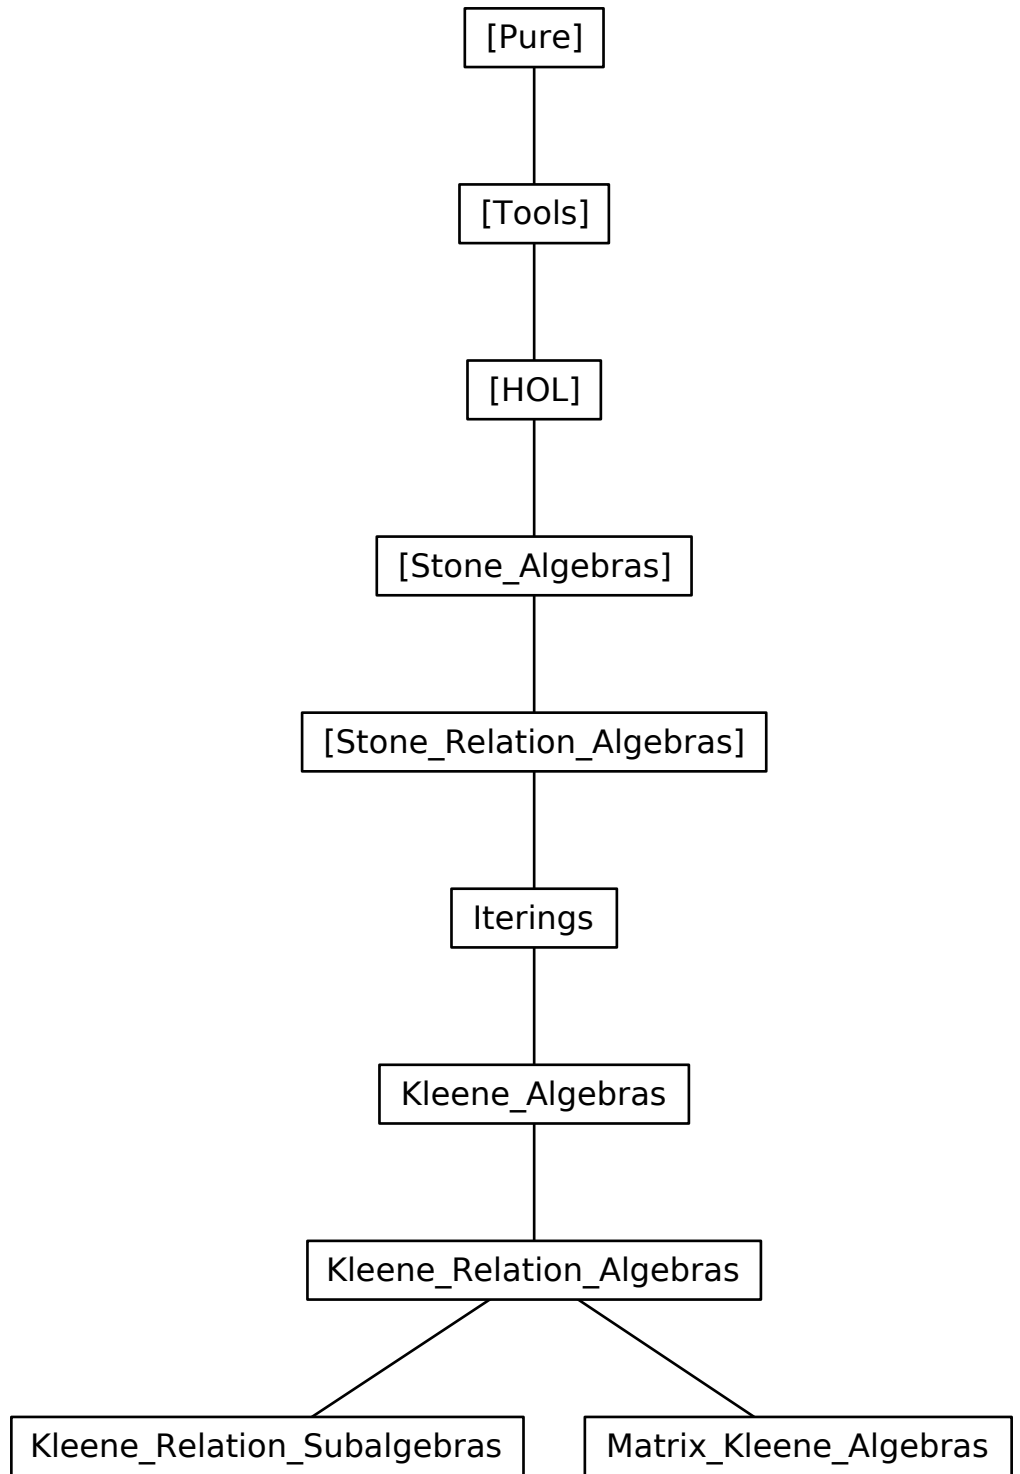 [Pure]
[Tools]
[HOL]
[Stone_Algebras]
[Stone_Relation_Algebras]
Iterings
Kleene_Algebras
Kleene_Relation_Algebras
Kleene_Relation_Subalgebras
Matrix_Kleene_Algebras